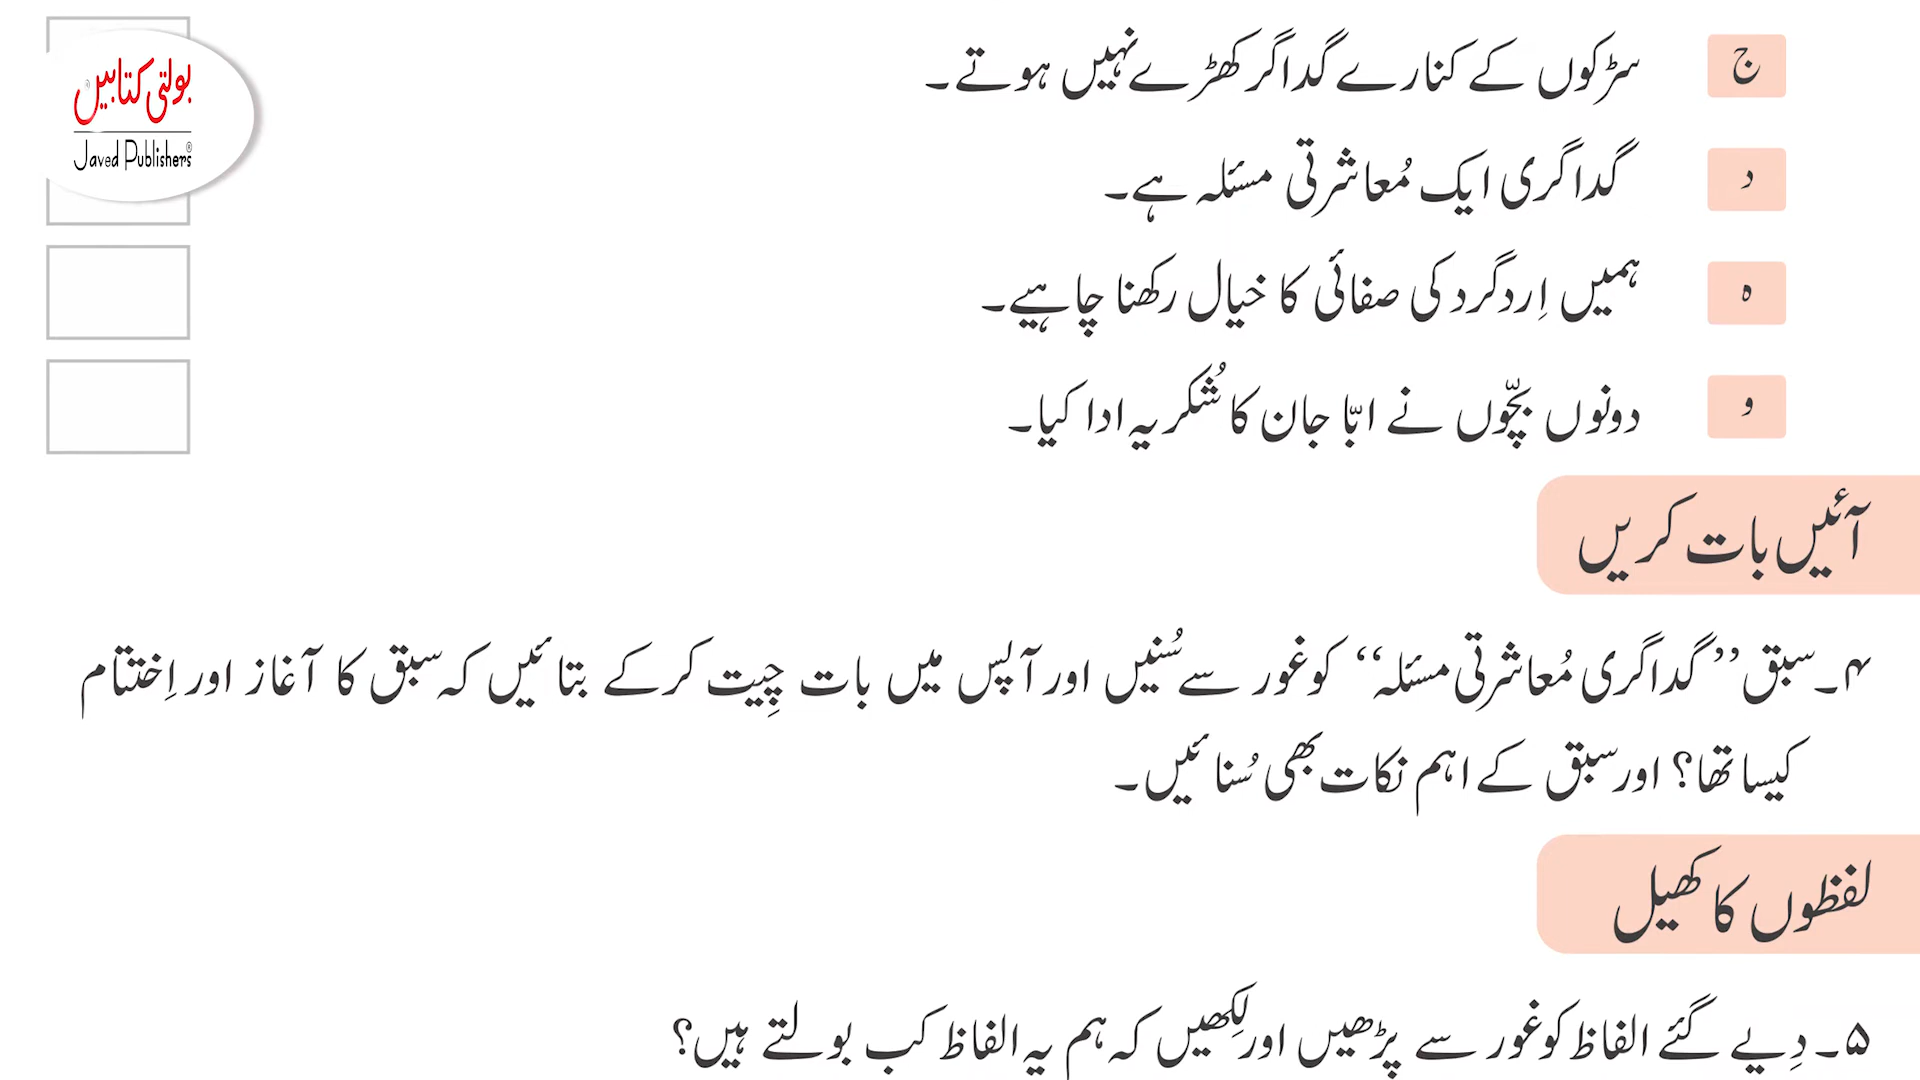 بولتی کتابیں
Javed Publishers®
ج سڑکوں کے کنارے گداگر کھڑے نہیں ہوتے۔
د گداگری ایک مُعاشرتی مسئلہ ہے۔
ہ ہمیں اِردگرد کی صفائی کا خیال رکھنا چاہیے۔
و دونوں بچّوں نے ابّا جان کا شُکریہ ادا کیا۔
آئیں بات کریں
۴۔ سبق ’’گداگری مُعاشرتی مسئلہ‘‘ کو غور سے سُنیں اور آپس میں بات چِیت کرکے بتائیں کہ سبق کا آغاز اور اِختتام
کیسا تھا؟ اور سبق کے اہم نکات بھی سُنائیں۔
لفظوں کا کھیل
۵۔ دِیے گئے الفاظ کو غور سے پڑھیں اور لِکھیں کہ ہم یہ الفاظ کب بولتے ہیں؟